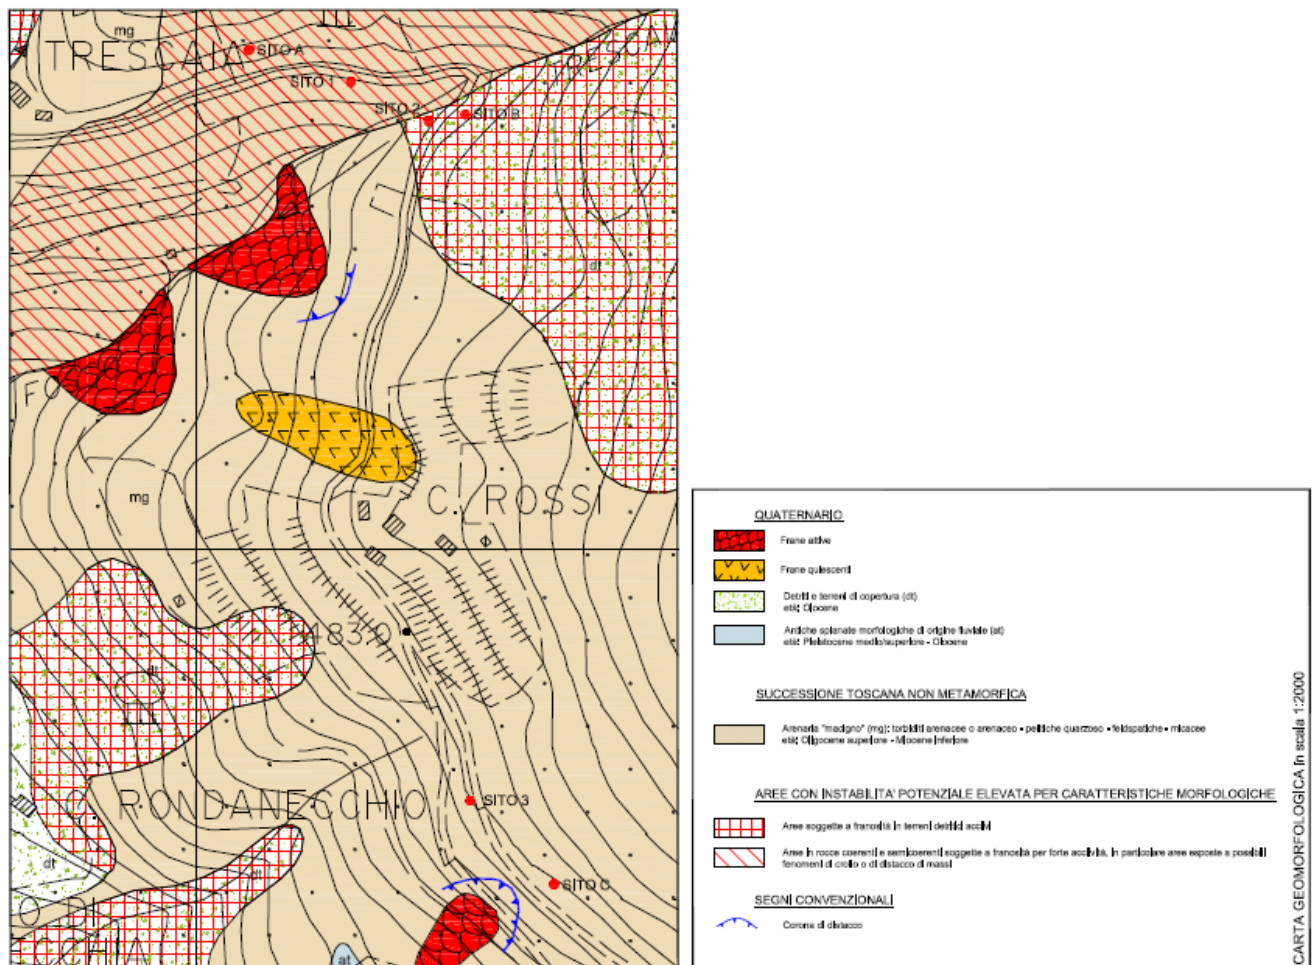 mg
TRESCAIA
SITO A
SITO 1
SITO 2
SITO B
dt
FO
mg
C. ROSSI
483.0
dt
C. RONDANECCHIO
SITO 3
dt
dt
SITO C
O DI
ECCHIA
at
QUATERNARIO
Frane attive
Frane quiescenti
Detriti e terreni di copertura (dt)
età: Olocene
Antiche spianate morfologiche di origine fluviale (at)
età: Pleistocene medio/superiore - Olocene
SUCCESSIONE TOSCANA NON METAMORFICA
Arenaria "macigno" (mg): torbiditi arenacee o arenaceo - pelitiche quarzoso - feldspatiche - micacee
età: Oligocene superiore - Miocene inferiore
AREE CON INSTABILITA' POTENZIALE ELEVATA PER CARATTERISTICHE MORFOLOGICHE
Aree soggette a franosità in terreni detritici acclivi
Aree in rocce coerenti e semicoerenti soggette a franosità per forte acclività, in particolare aree esposte a possibili
fenomeni di crollo o di distacco di massi
SEGNI CONVENZIONALI
Corona di distacco
CARTA GEOMORFOLOGICA in scala 1:2000